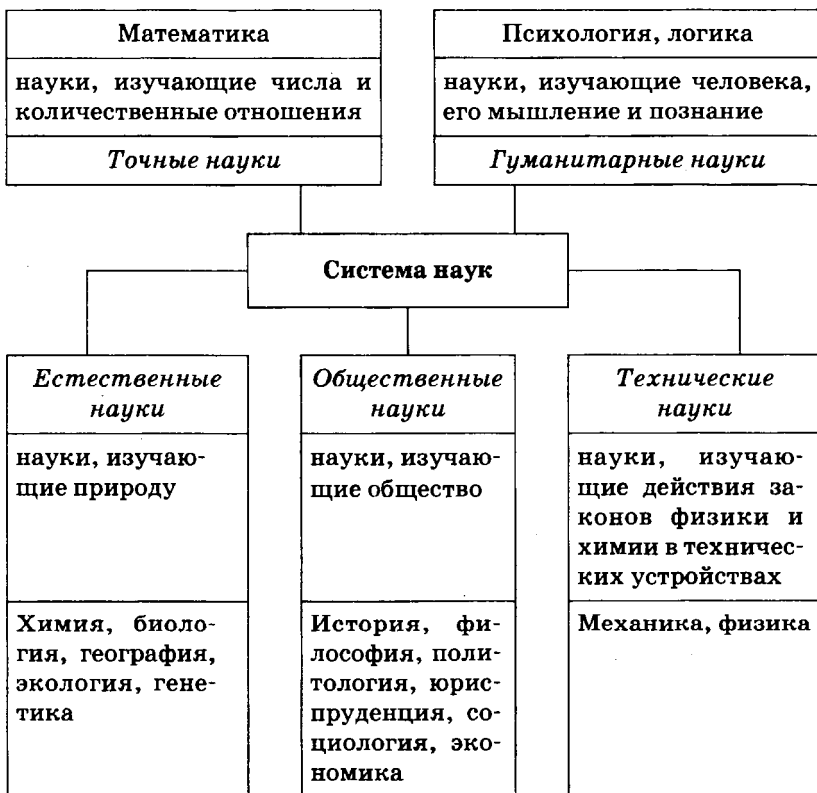 Математика
науки, изучающие числа и
количественные отношения
Точные науки
Психология, логика
науки, изучающие человека,
его мышление и познание
Гуманитарные науки
Система наук
Естественные
науки
науки, изучаю-
щие природу
Химия, биоло-
гия, география,
экология, гене-
тика
Общественные
науки
науки, изучаю-
щие общество
История, фи-
лософия, поли-
тология, юрис-
пруденция, со-
циология, эко-
номика
Технические
науки
науки, изучаю-
щие действия за-
конов физики и
химии в техничес-
ких устройствах
Механика, физика